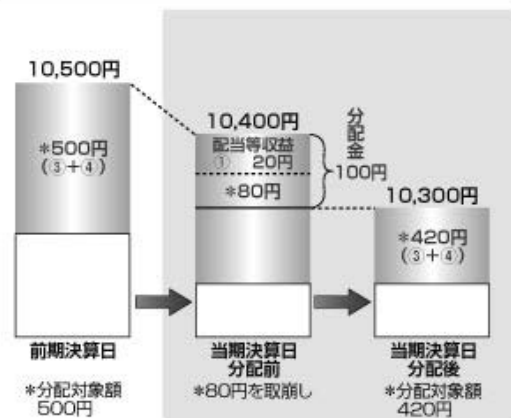 10,500円
*500円
(③+④)
前期決算日
*分配対象額
500円
10,400円
配当等収益
① 20円
*80円
分配金
100円
当期決算日
分配前
*80円を取崩し
10,300円
*420円
(③+④)
当期決算日
分配後
*分配対象額
420円